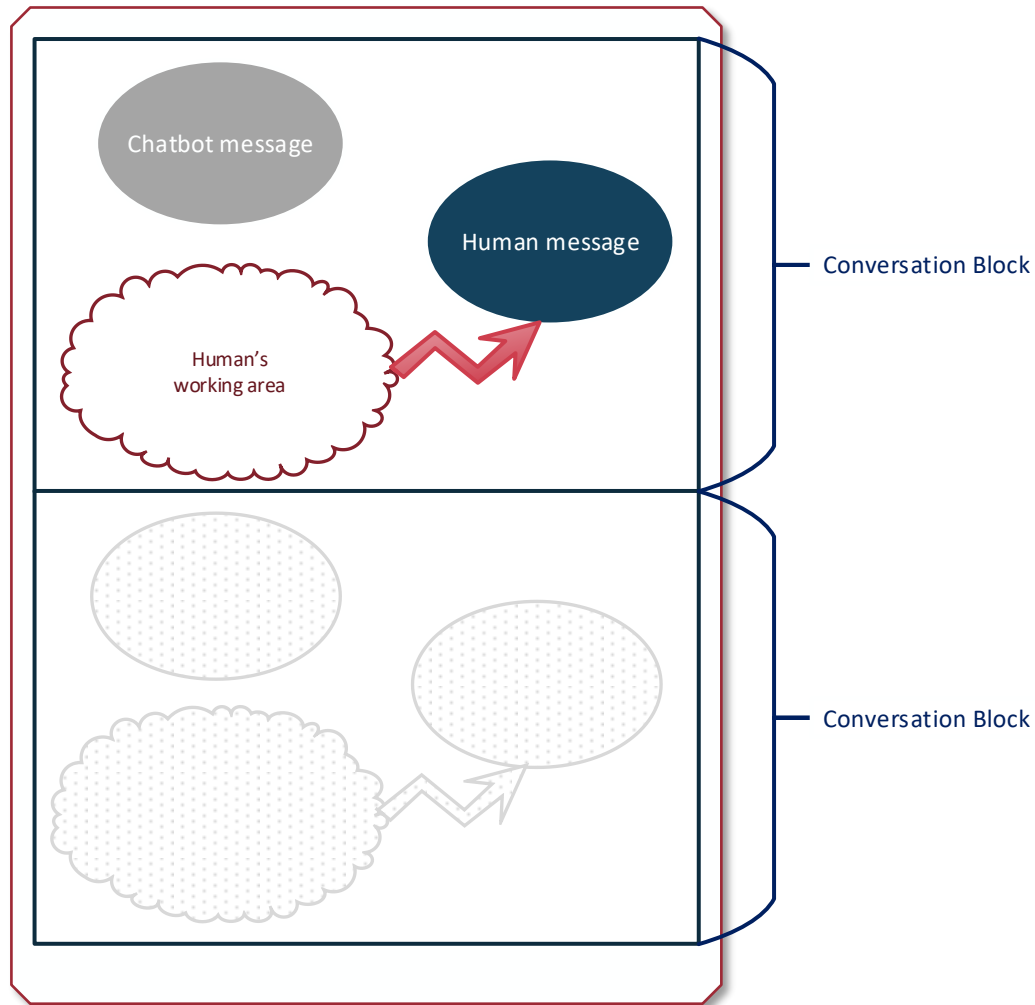 Chatbot message
Human message
Conversation Block
Human’s
working area
Conversation Block